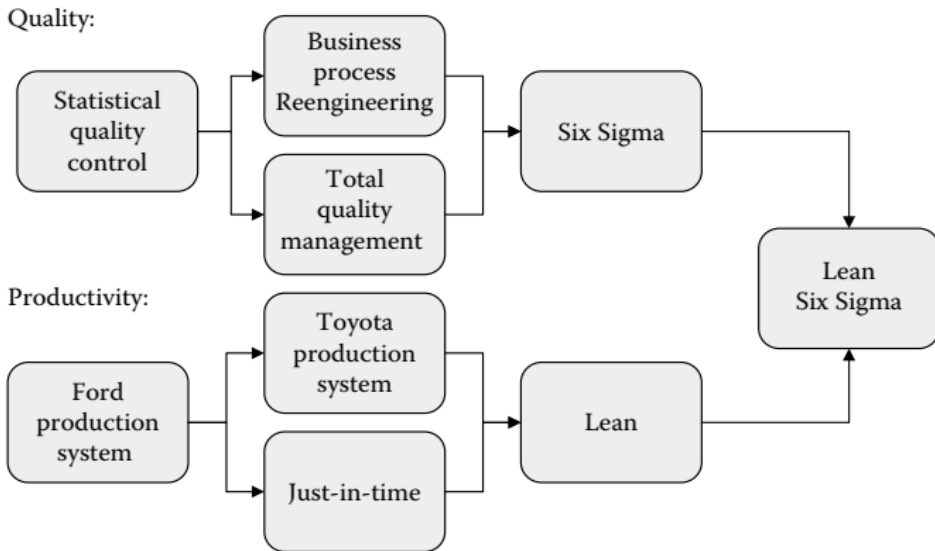 Quality:
Statistical
quality
control
Business
process
Reengineering
Total
quality
management
Six Sigma
Lean
Six Sigma
Productivity:
Ford
production
system
Toyota
production
system
Just-in-time
Lean